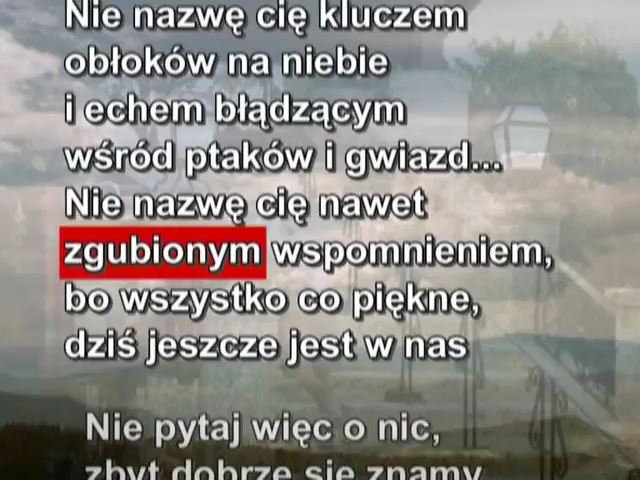 Nie nazwę cię kluczem
obłoków na niebie
i echem błądzącym
wśród ptaków i gwiazd...
Nie nazwę cię nawet
zgubionym wspomnieniem,
bo wszystko co piękne,
dziś jeszcze jest w nas
Nie pytaj więc o nic,
zbyt dobrze się znamy